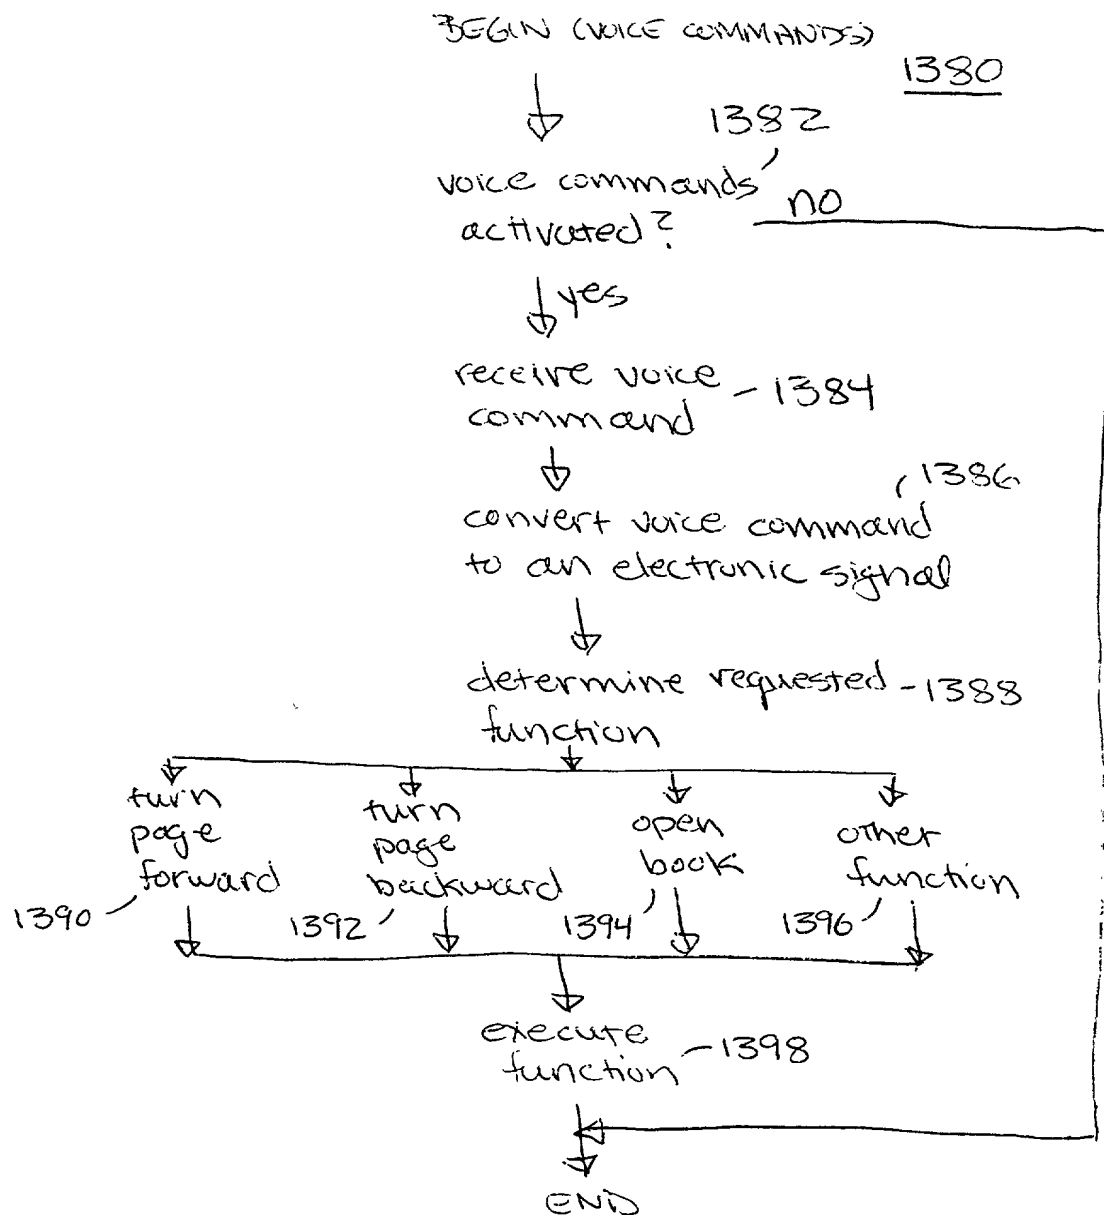 BEGIN (VOICE COMMANDS)
1380
1382
voice commands
activated?
no
yes
receive voice
command
1384
1386
convert voice command
to an electronic signal
determine requested
function
1388
turn
page
forward
1390
turn
page
backward
1392
open
book
1394
other
function
1396
execute
function
1398
END